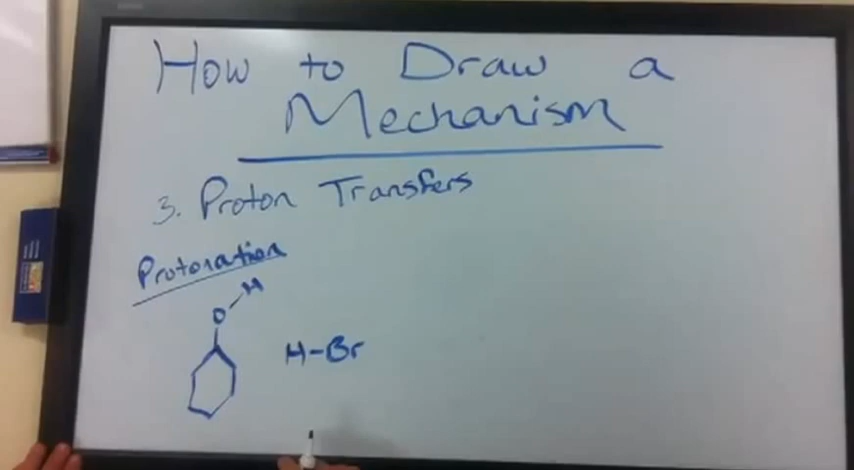 How to Draw a
Mechanism
3. Proton Transfers
Protonation
H
O
H-Br